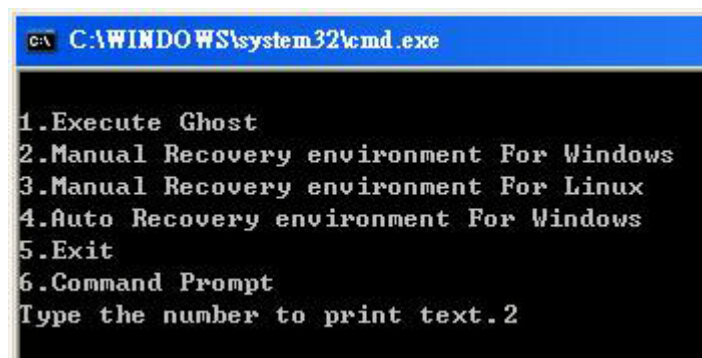 C:\WINDOWS\system32\cmd.exe
1.Execute Ghost
2.Manual Recovery environment For Windows
3.Manual Recovery environment For Linux
4.Auto Recovery environment For Windows
5.Exit
6.Command Prompt
Type the number to print text.2